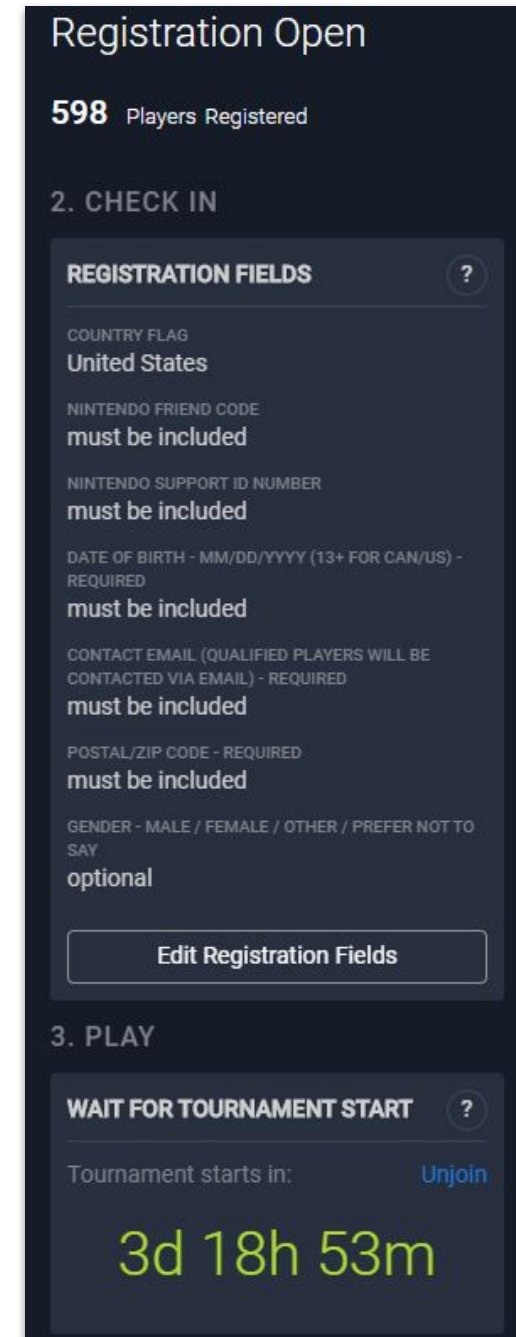 Registration Open
598 Players Registered
2. CHECK IN
REGISTRATION FIELDS ?
COUNTRY FLAG
United States
NINTENDO FRIEND CODE
must be included
NINTENDO SUPPORT ID NUMBER
must be included
DATE OF BIRTH - MM/DD/YYYY (13+ FOR CAN/US) -
REQUIRED
must be included
CONTACT EMAIL (QUALIFIED PLAYERS WILL BE
CONTACTED VIA EMAIL) - REQUIRED
must be included
POSTAL/ZIP CODE - REQUIRED
must be included
GENDER - MALE / FEMALE / OTHER / PREFER NOT TO
SAY
optional
Edit Registration Fields
3. PLAY
WAIT FOR TOURNAMENT START ?
Tournament starts in: Unjoin
3d 18h 53m